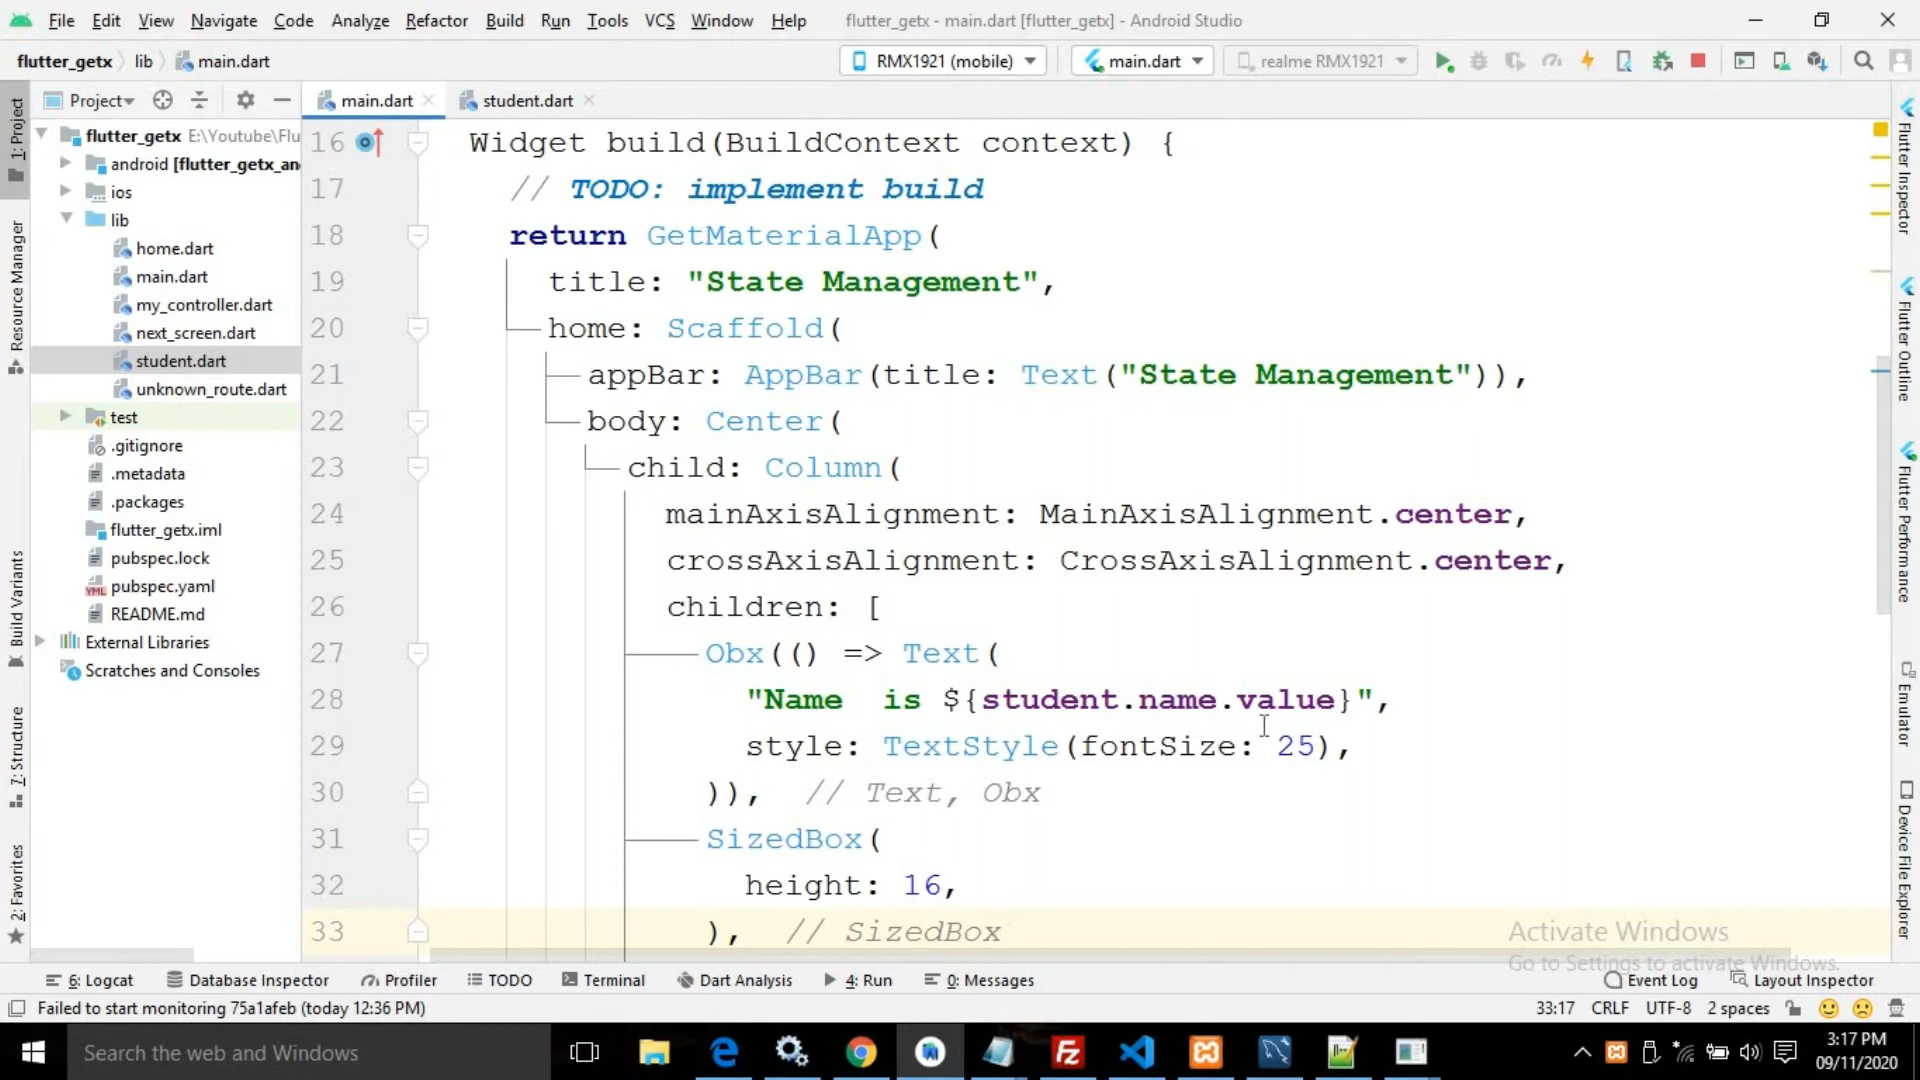 File Edit View Navigate Code Analyze Refactor Build Run Tools VCS Window Help flutter_getx - main.dart [flutter_getx] - Android Studio
flutter_getx lib main.dart RMX1921 (mobile) main.dart realme RMX1921
Project main.dart student.dart
flutter_getx E:\Youtube\Flu
android [flutter_getx_an
ios
lib
home.dart
main.dart
my_controller.dart
next_screen.dart
student.dart
unknown_route.dart
test
.gitignore
.metadata
.packages
flutter_getx.iml
pubspec.lock
pubspec.yaml
README.md
External Libraries
Scratches and Consoles
1: Project
Resource Manager
Build Variants
7: Structure
2: Favorites
16 Widget build(BuildContext context) {
17 // TODO: implement build
18 return GetMaterialApp(
19 title: "State Management",
20 home: Scaffold(
21 appBar: AppBar(title: Text("State Management")),
22 body: Center(
23 child: Column(
24 mainAxisAlignment: MainAxisAlignment.center,
25 crossAxisAlignment: CrossAxisAlignment.center,
26 children: [
27 Obx(() => Text(
28 "Name  is ${student.name.value}",
29 style: TextStyle(fontSize: 25),
30 )), // Text, Obx
31 SizedBox(
32 height: 16,
33 ), // SizedBox
Flutter Inspector
Flutter Outline
Flutter Performance
Emulator
Device File Explorer
Activate Windows
Go to Settings to activate Windows.
6: Logcat Database Inspector Profiler TODO Terminal Dart Analysis 4: Run 0: Messages Event Log Layout Inspector
Failed to start monitoring 75a1afeb (today 12:36 PM) 33:17 CRLF UTF-8 2 spaces
Search the web and Windows
3:17 PM
09/11/2020